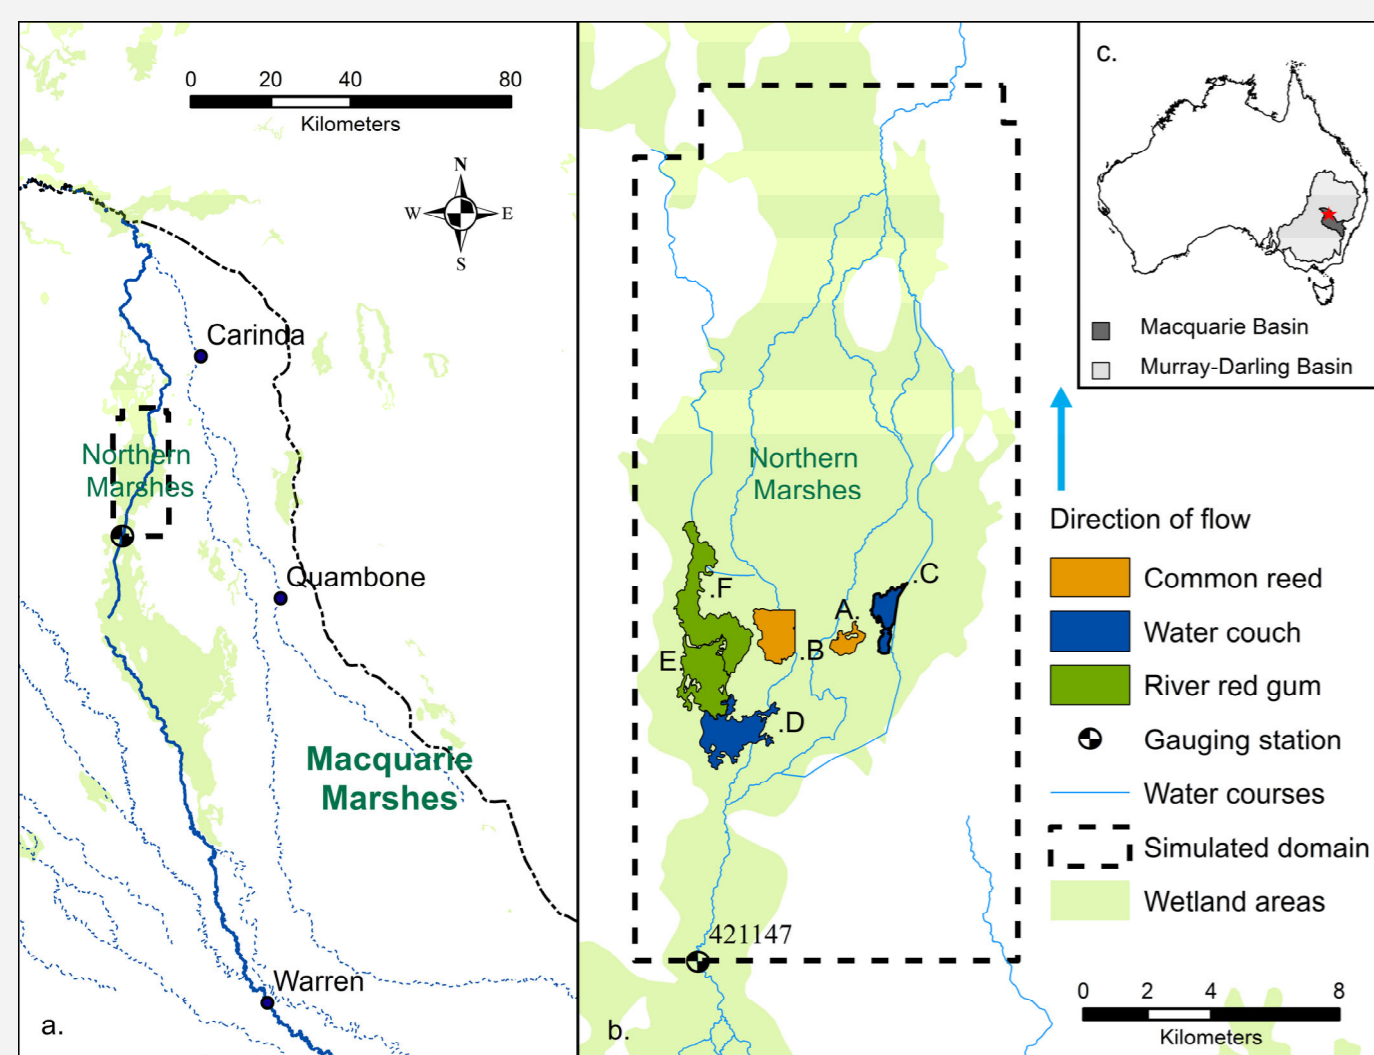 0 20 40 80
Kilometers
N
W E
S
Carinda
Northern
Marshes
Quambone
Macquarie
Marshes
Warren
a.
Northern
Marshes
.F
.C
A.
.B
E.
.D
421147
b.
c.
Macquarie Basin
Murray-Darling Basin
Direction of flow
Common reed
Water couch
River red gum
Gauging station
Water courses
Simulated domain
Wetland areas
0 2 4 8
Kilometers